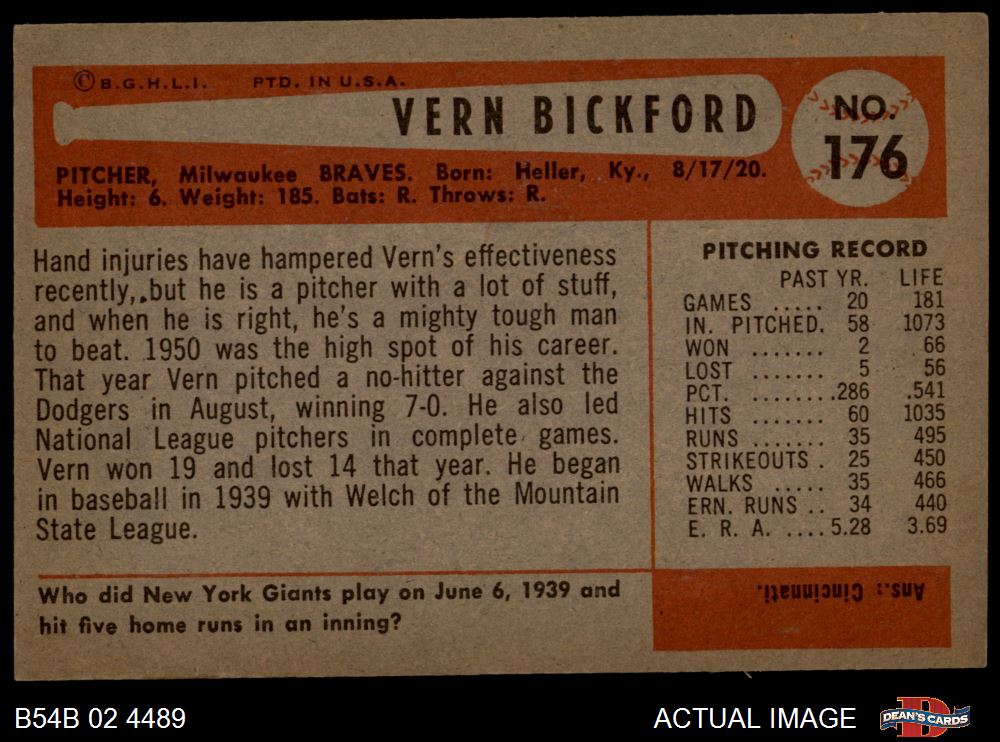 ©B.G.H.L.I. PTD. IN U.S.A.
VERN BICKFORD
NO.
176
PITCHER, Milwaukee BRAVES. Born: Heller, Ky., 8/17/20.
Height: 6. Weight: 185. Bats: R. Throws: R.
Hand injuries have hampered Vern's effectiveness
recently, but he is a pitcher with a lot of stuff,
and when he is right, he's a mighty tough man
to beat. 1950 was the high spot of his career.
That year Vern pitched a no-hitter against the
Dodgers in August, winning 7-0. He also led
National League pitchers in complete games.
Vern won 19 and lost 14 that year. He began
in baseball in 1939 with Welch of the Mountain
State League.
PITCHING RECORD
PAST YR. LIFE
GAMES ..... 20 181
IN. PITCHED. 58 1073
WON ....... 2 66
LOST ....... 5 56
PCT. ........286 .541
HITS ....... 60 1035
RUNS ....... 35 495
STRIKEOUTS . 25 450
WALKS ..... 35 466
ERN. RUNS .. 34 440
E. R. A. ....5.28 3.69
Who did New York Giants play on June 6, 1939 and
hit five home runs in an inning?
Ans.: Cincinnati.
B54B 02 4489
ACTUAL IMAGE
DEAN'S CARDS